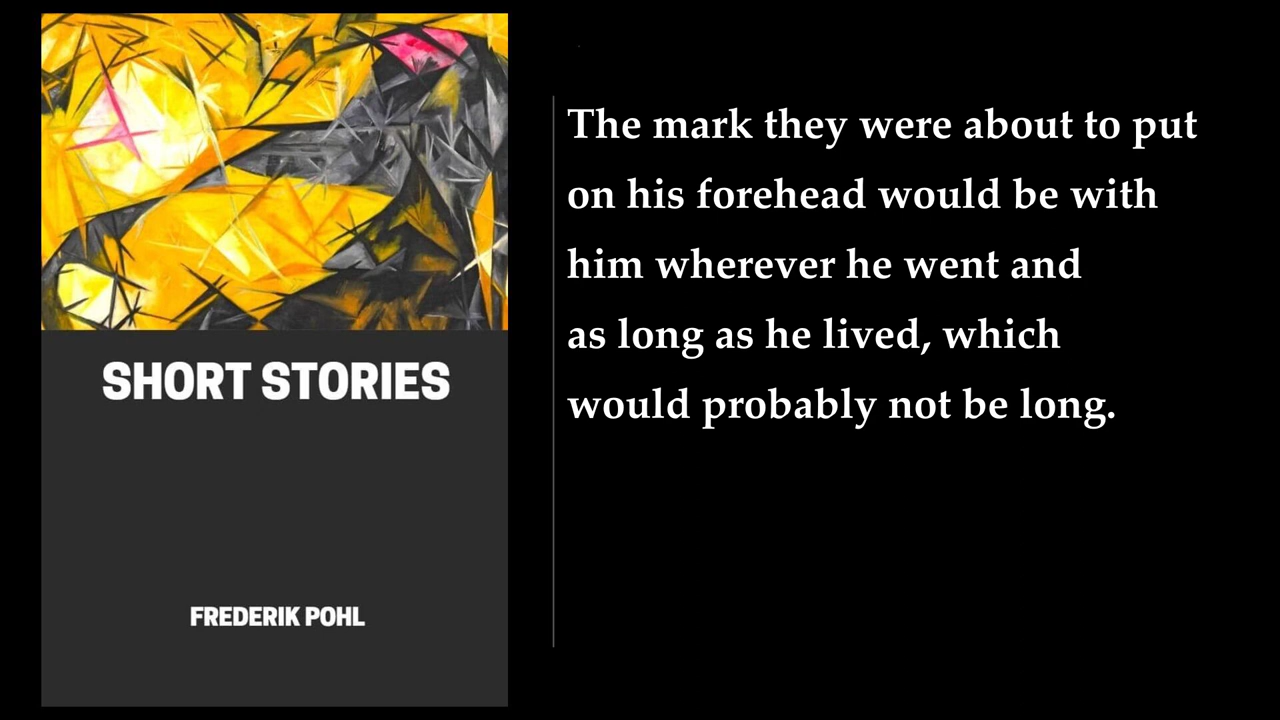 SHORT STORIES
FREDERIK POHL
The mark they were about to put
on his forehead would be with
him wherever he went and
as long as he lived, which
would probably not be long.